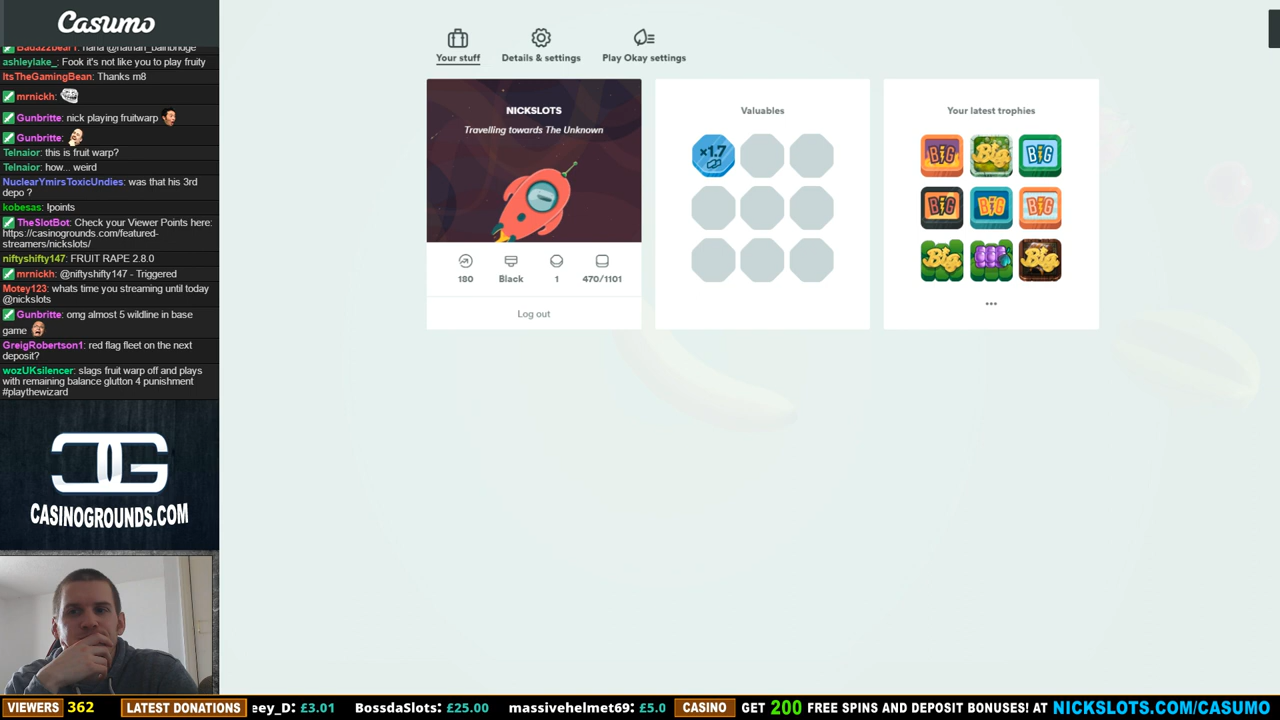 Casumo
Badazzbear1: haha @nathan_bainbridge
ashleylake_: Fook it's not like you to play fruity
ItsTheGamingBean: Thanks m8
mrnickh:
Gunbritte: nick playing fruitwarp
Gunbritte:
Telnaior: this is fruit warp?
Telnaior: how... weird
NuclearYmirsToxicUndies: was that his 3rd
depo ?
kobesas: !points
TheSlotBot: Check your Viewer Points here:
https://casinogrounds.com/featured-
streamers/nickslots/
niftyshifty147: FRUIT RAPE 2.8.0
mrnickh: @niftyshifty147 - Triggered
Motey123: whats time you streaming until today
@nickslots
Gunbritte: omg almost 5 wildline in base
game
GreigRobertson1: red flag fleet on the next
deposit?
wozUKsilencer: slags fruit warp off and plays
with remaining balance glutton 4 punishment
#playthewizard
CG
CASINOGROUNDS.COM
Your stuff
Details & settings
Play Okay settings
NICKSLOTS
Travelling towards The Unknown
180
Black
1
470/1101
Log out
Valuables
×1.7
Your latest trophies
BIG
Big
BIG
BIG
BIG
BIG
Big
Big
•••
VIEWERS 362
LATEST DONATIONS
eey_D: £3.01 BossdaSlots: £25.00 massivehelmet69: £5.0
CASINO
GET 200 FREE SPINS AND DEPOSIT BONUSES! AT NICKSLOTS.COM/CASUMO